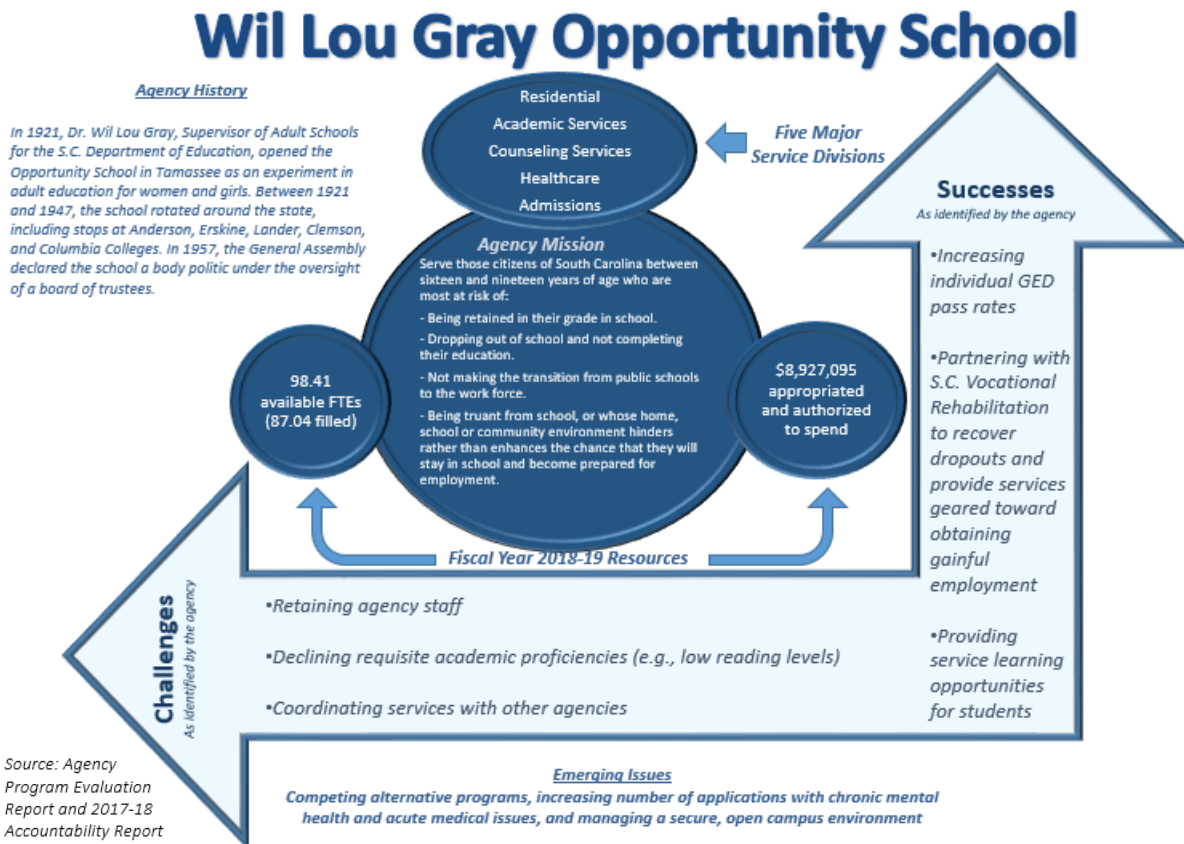 Wil Lou Gray Opportunity School
Agency History
In 1921, Dr. Wil Lou Gray, Supervisor of Adult Schools
for the S.C. Department of Education, opened the
Opportunity School in Tamassee as an experiment in
adult education for women and girls. Between 1921
and 1947, the school rotated around the state,
including stops at Anderson, Erskine, Lander, Clemson,
and Columbia Colleges. In 1957, the General Assembly
declared the school a body politic under the oversight
of a board of trustees.
Residential
Academic Services
Counseling Services
Healthcare
Admissions
Five Major
Service Divisions
Agency Mission
Serve those citizens of South Carolina between
sixteen and nineteen years of age who are
most at risk of:
- Being retained in their grade in school.
- Dropping out of school and not completing
their education.
- Not making the transition from public schools
to the work force.
- Being truant from school, or whose home,
school or community environment hinders
rather than enhances the chance that they will
stay in school and become prepared for
employment.
98.41
available FTEs
(87.04 filled)
$8,927,095
appropriated
and authorized
to spend
Fiscal Year 2018-19 Resources
Successes
As identified by the agency
•Increasing
individual GED
pass rates
•Partnering with
S.C. Vocational
Rehabilitation
to recover
dropouts and
provide services
geared toward
obtaining
gainful
employment
•Providing
service learning
opportunities
for students
Challenges
As identified by the agency
•Retaining agency staff
•Declining requisite academic proficiencies (e.g., low reading levels)
•Coordinating services with other agencies
Source: Agency
Program Evaluation
Report and 2017-18
Accountability Report
Emerging Issues
Competing alternative programs, increasing number of applications with chronic mental
health and acute medical issues, and managing a secure, open campus environment